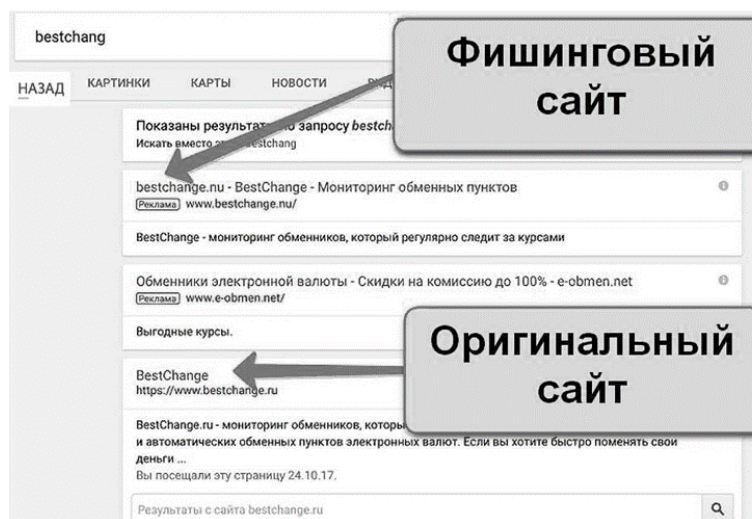 bestchang
Фишинговый
сайт
НАЗАД
КАРТИНКИ
КАРТЫ
НОВОСТИ
Показаны результаты по запросу
Искать вместо bestchang
bestchange.nu - BestChange - Мониторинг обменных пунктов
Реклама www.bestchange.nu/
BestChange - мониторинг обменников, который регулярно следит за курсами
Обменники электронной валюты - Скидки на комиссию до 100% - e-obmen.net
Реклама www.e-obmen.net/
Выгодные курсы.
Оригинальный
сайт
BestChange
https://www.bestchange.ru
BestChange.ru - мониторинг обменников,
и автоматических обменных пунктов электронных валют. Если вы хотите быстро поменять свои
деньги ...
Вы посещали эту страницу 24.10.17.
Результаты с сайта bestchange.ru